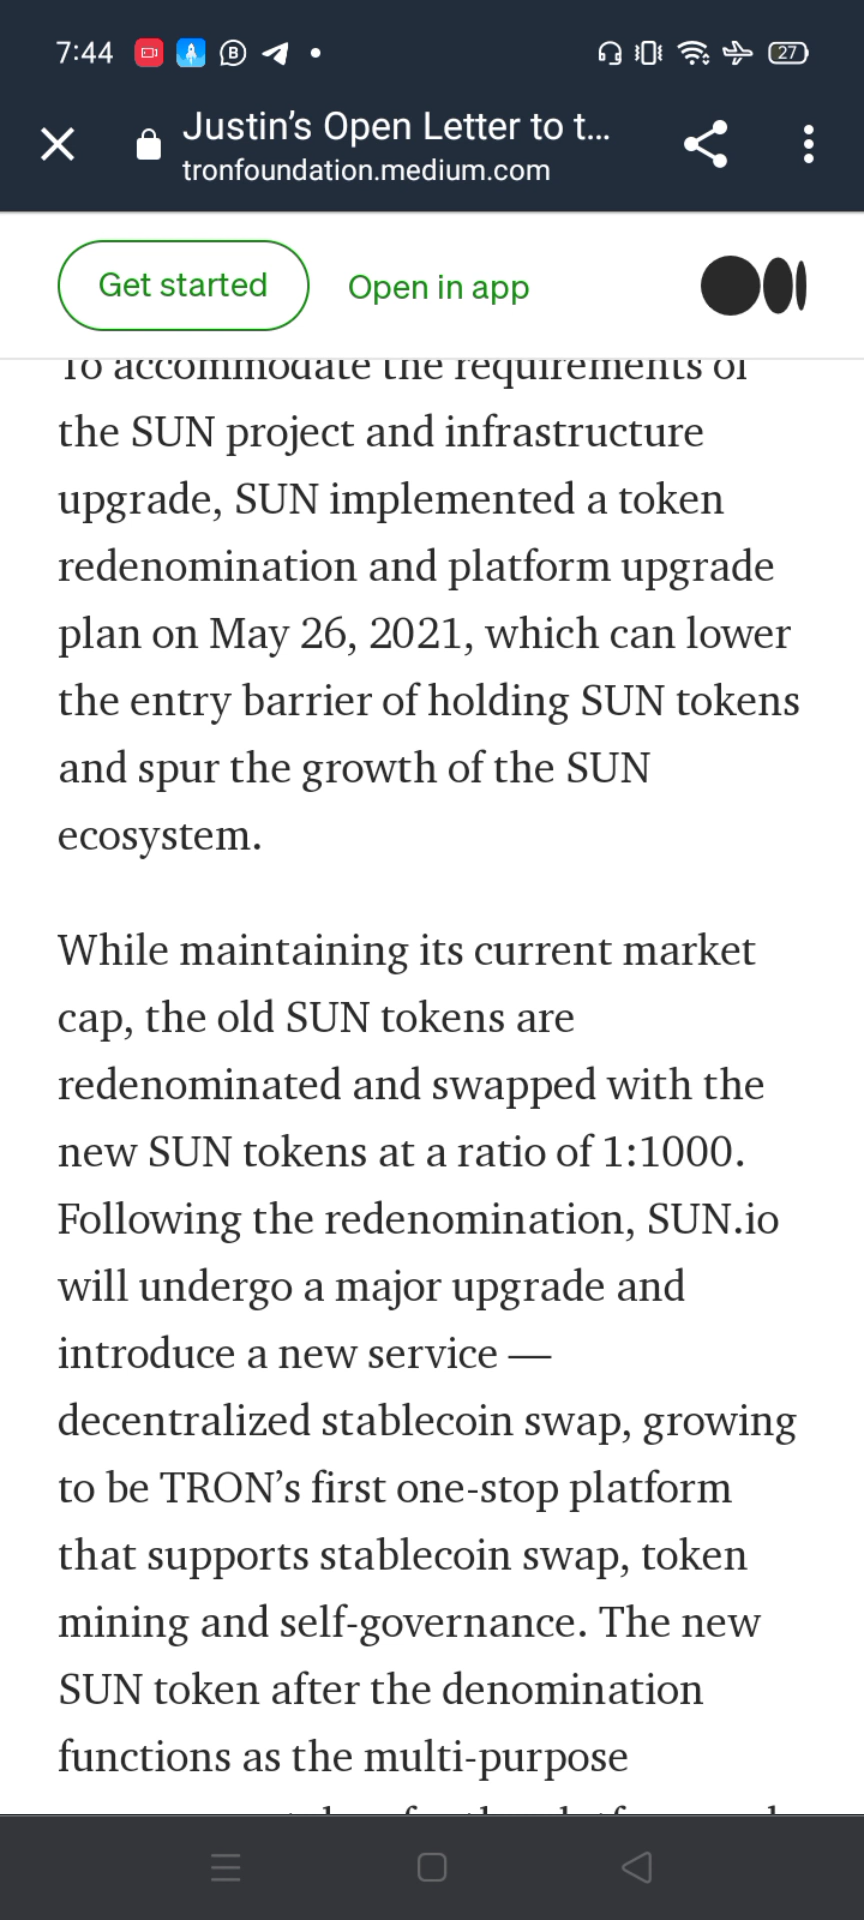 7:44
27
Justin’s Open Letter to t...
tronfoundation.medium.com
Get started
Open in app
To accommodate the requirements of
the SUN project and infrastructure
upgrade, SUN implemented a token
redenomination and platform upgrade
plan on May 26, 2021, which can lower
the entry barrier of holding SUN tokens
and spur the growth of the SUN
ecosystem.
While maintaining its current market
cap, the old SUN tokens are
redenominated and swapped with the
new SUN tokens at a ratio of 1:1000.
Following the redenomination, SUN.io
will undergo a major upgrade and
introduce a new service —
decentralized stablecoin swap, growing
to be TRON’s first one-stop platform
that supports stablecoin swap, token
mining and self-governance. The new
SUN token after the denomination
functions as the multi-purpose